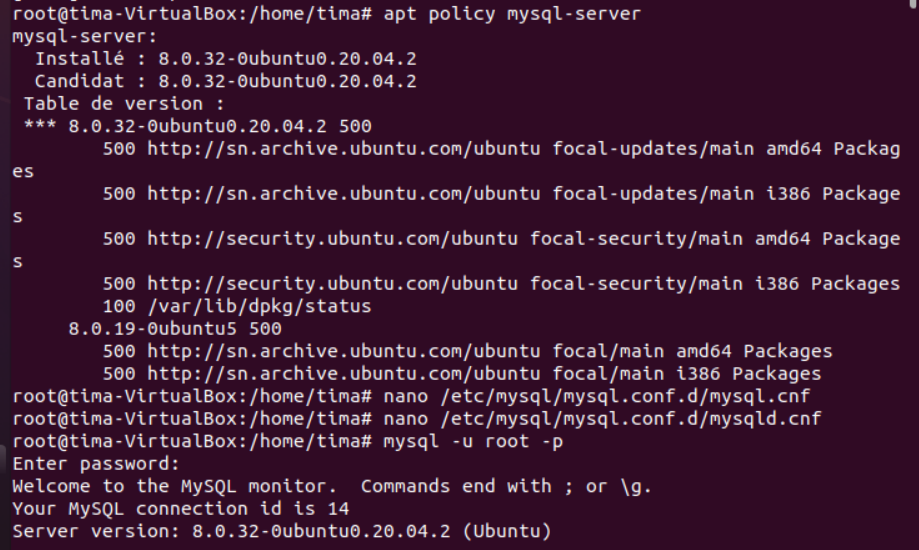 root@tima-VirtualBox:/home/tima# apt policy mysql-server
mysql-server:
  Installé : 8.0.32-0ubuntu0.20.04.2
  Candidat : 8.0.32-0ubuntu0.20.04.2
 Table de version :
 *** 8.0.32-0ubuntu0.20.04.2 500
        500 http://sn.archive.ubuntu.com/ubuntu focal-updates/main amd64 Packag
es
        500 http://sn.archive.ubuntu.com/ubuntu focal-updates/main i386 Package
s
        500 http://security.ubuntu.com/ubuntu focal-security/main amd64 Package
s
        500 http://security.ubuntu.com/ubuntu focal-security/main i386 Packages
        100 /var/lib/dpkg/status
     8.0.19-0ubuntu5 500
        500 http://sn.archive.ubuntu.com/ubuntu focal/main amd64 Packages
        500 http://sn.archive.ubuntu.com/ubuntu focal/main i386 Packages
root@tima-VirtualBox:/home/tima# nano /etc/mysql/mysql.conf.d/mysql.cnf
root@tima-VirtualBox:/home/tima# nano /etc/mysql/mysql.conf.d/mysqld.cnf
root@tima-VirtualBox:/home/tima# mysql -u root -p
Enter password:
Welcome to the MySQL monitor.  Commands end with ; or \g.
Your MySQL connection id is 14
Server version: 8.0.32-0ubuntu0.20.04.2 (Ubuntu)